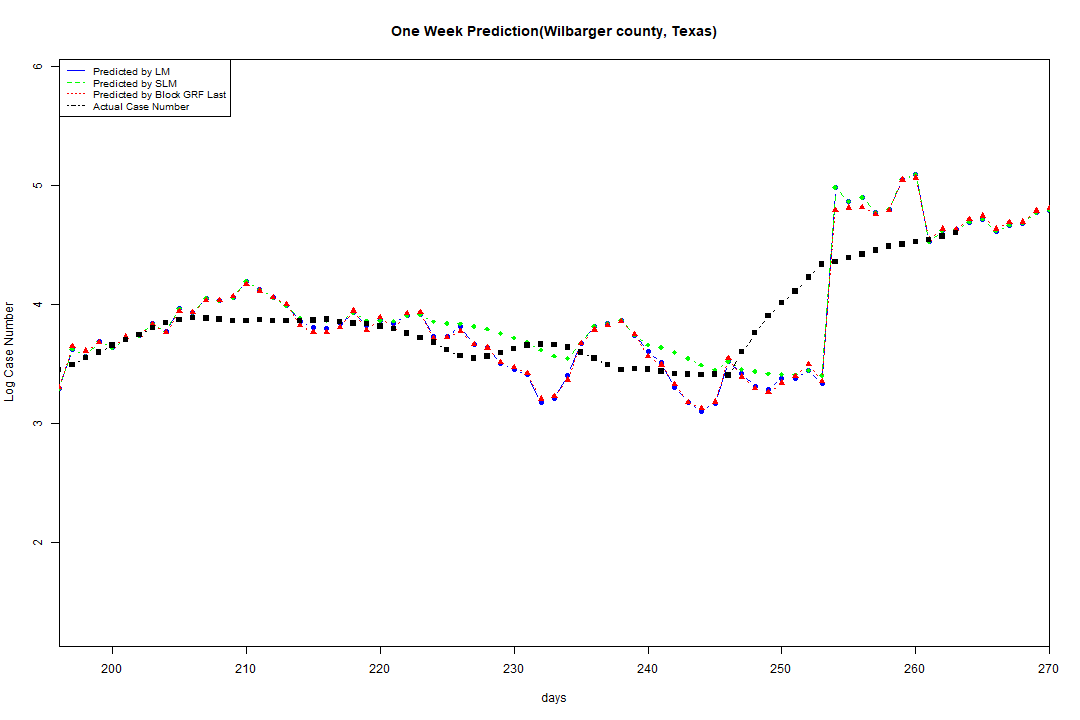 One Week Prediction(Wilbarger county, Texas)
Predicted by LM
Predicted by SLM
Predicted by Block GRF Last
Actual Case Number
6
5
4
3
2
Log Case Number
200 210 220 230 240 250 260 270
days